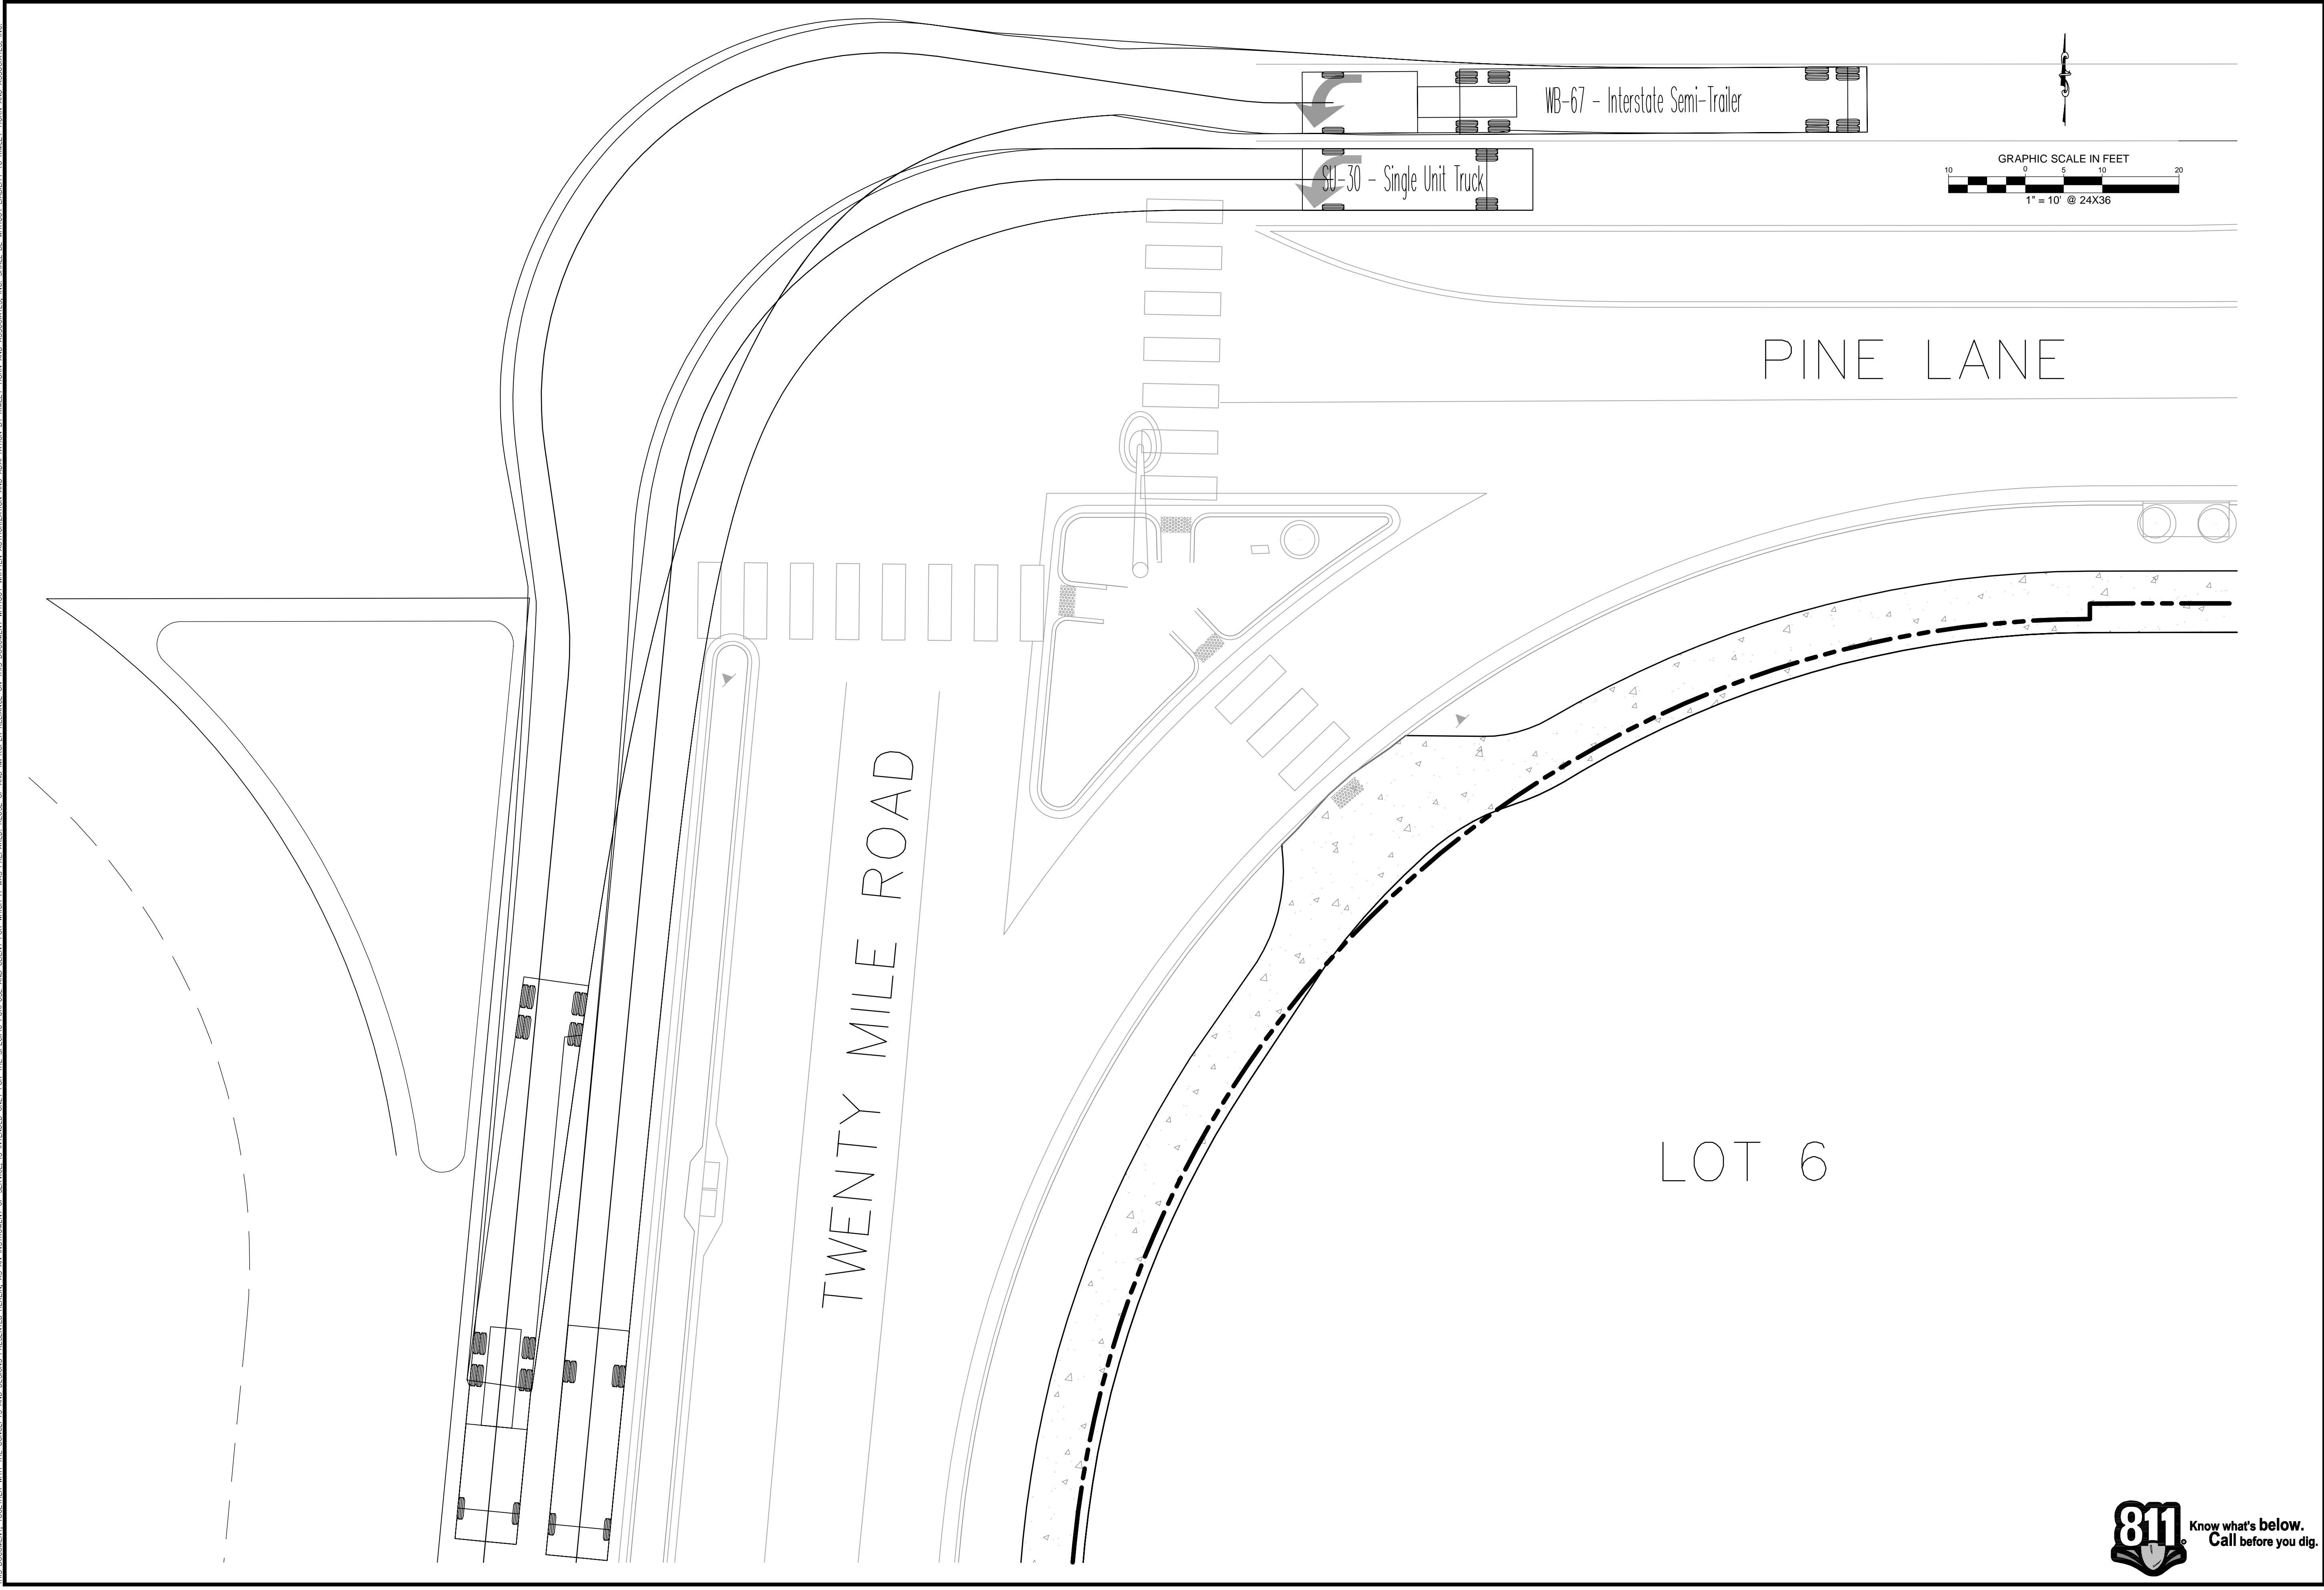 WB-67 - Interstate Semi-Trailer
GRAPHIC SCALE IN FEET
10 0 5 10 20
1" = 10' @ 24X36
SU-30 - Single Unit Truck
PINE LANE
TWENTY MILE ROAD
LOT 6
811
Know what's below.
Call before you dig.